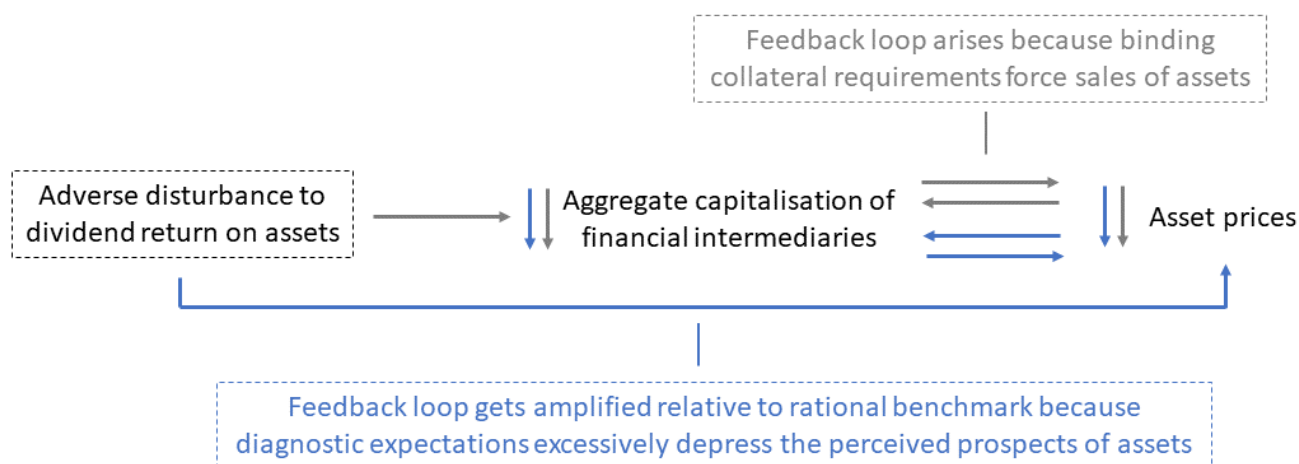 Feedback loop arises because binding
collateral requirements force sales of assets
Adverse disturbance to
dividend return on assets
Aggregate capitalisation of
financial intermediaries
Asset prices
Feedback loop gets amplified relative to rational benchmark because
diagnostic expectations excessively depress the perceived prospects of assets